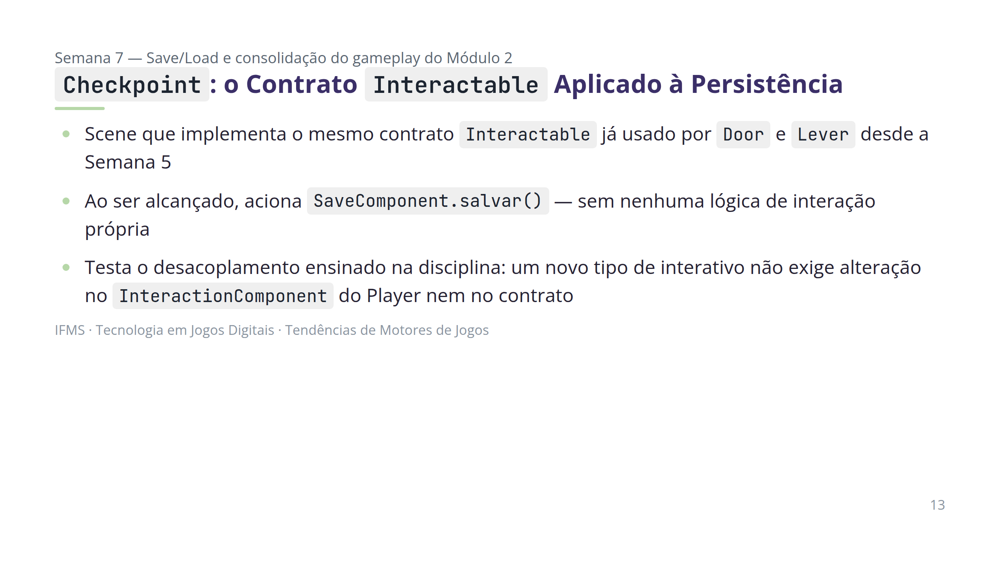 Semana 7 — Save/Load e consolidação do gameplay do Módulo 2
Checkpoint: o Contrato Interactable Aplicado à Persistência
Scene que implementa o mesmo contrato Interactable já usado por Door e Lever desde a
Semana 5
Ao ser alcançado, aciona SaveComponent.salvar() — sem nenhuma lógica de interação
própria
Testa o desacoplamento ensinado na disciplina: um novo tipo de interativo não exige alteração
no InteractionComponent do Player nem no contrato
IFMS · Tecnologia em Jogos Digitais · Tendências de Motores de Jogos
13